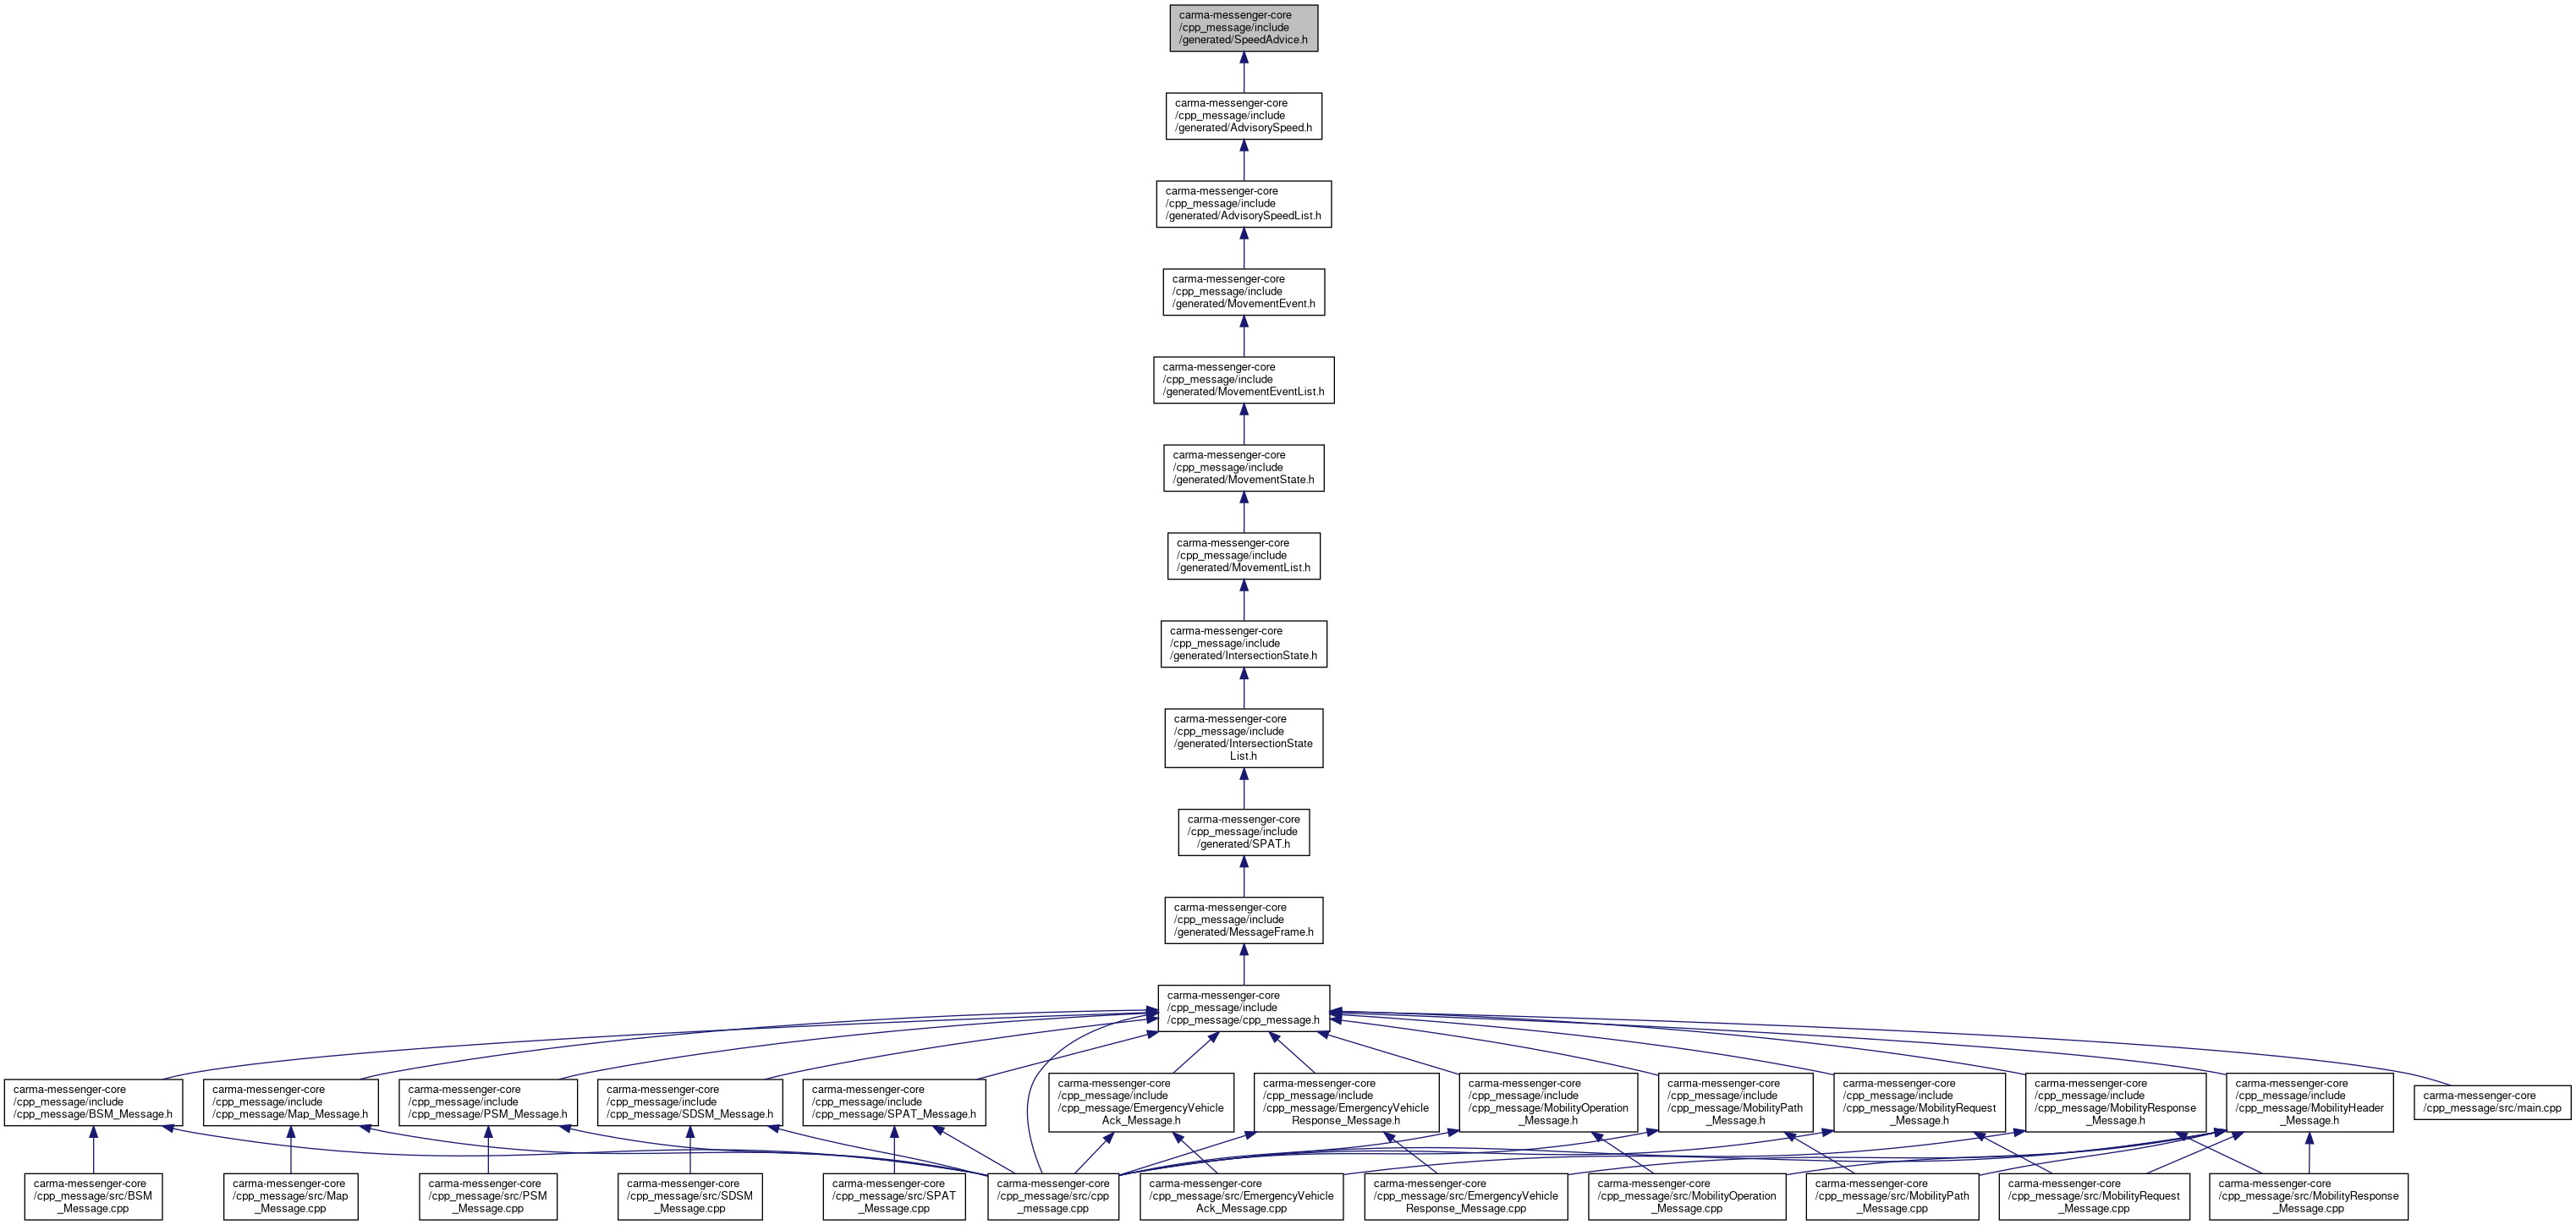 carma-messenger-core
/cpp_message/include
/generated/SpeedAdvice.h
carma-messenger-core
/cpp_message/include
/generated/AdvisorySpeed.h
carma-messenger-core
/cpp_message/include
/generated/AdvisorySpeedList.h
carma-messenger-core
/cpp_message/include
/generated/MovementEvent.h
carma-messenger-core
/cpp_message/include
/generated/MovementEventList.h
carma-messenger-core
/cpp_message/include
/generated/MovementState.h
carma-messenger-core
/cpp_message/include
/generated/MovementList.h
carma-messenger-core
/cpp_message/include
/generated/IntersectionState.h
carma-messenger-core
/cpp_message/include
/generated/IntersectionState
List.h
carma-messenger-core
/cpp_message/include
/generated/SPAT.h
carma-messenger-core
/cpp_message/include
/generated/MessageFrame.h
carma-messenger-core
/cpp_message/include
/cpp_message/cpp_message.h
carma-messenger-core
/cpp_message/include
/cpp_message/BSM_Message.h
carma-messenger-core
/cpp_message/include
/cpp_message/Map_Message.h
carma-messenger-core
/cpp_message/include
/cpp_message/PSM_Message.h
carma-messenger-core
/cpp_message/include
/cpp_message/SDSM_Message.h
carma-messenger-core
/cpp_message/include
/cpp_message/SPAT_Message.h
carma-messenger-core
/cpp_message/include
/cpp_message/EmergencyVehicle
Ack_Message.h
carma-messenger-core
/cpp_message/include
/cpp_message/EmergencyVehicle
Response_Message.h
carma-messenger-core
/cpp_message/include
/cpp_message/MobilityOperation
_Message.h
carma-messenger-core
/cpp_message/include
/cpp_message/MobilityPath
_Message.h
carma-messenger-core
/cpp_message/include
/cpp_message/MobilityRequest
_Message.h
carma-messenger-core
/cpp_message/include
/cpp_message/MobilityResponse
_Message.h
carma-messenger-core
/cpp_message/include
/cpp_message/MobilityHeader
_Message.h
carma-messenger-core
/cpp_message/src/main.cpp
carma-messenger-core
/cpp_message/src/BSM
_Message.cpp
carma-messenger-core
/cpp_message/src/Map
_Message.cpp
carma-messenger-core
/cpp_message/src/PSM
_Message.cpp
carma-messenger-core
/cpp_message/src/SDSM
_Message.cpp
carma-messenger-core
/cpp_message/src/SPAT
_Message.cpp
carma-messenger-core
/cpp_message/src/cpp
_message.cpp
carma-messenger-core
/cpp_message/src/EmergencyVehicle
Ack_Message.cpp
carma-messenger-core
/cpp_message/src/EmergencyVehicle
Response_Message.cpp
carma-messenger-core
/cpp_message/src/MobilityOperation
_Message.cpp
carma-messenger-core
/cpp_message/src/MobilityPath
_Message.cpp
carma-messenger-core
/cpp_message/src/MobilityRequest
_Message.cpp
carma-messenger-core
/cpp_message/src/MobilityResponse
_Message.cpp